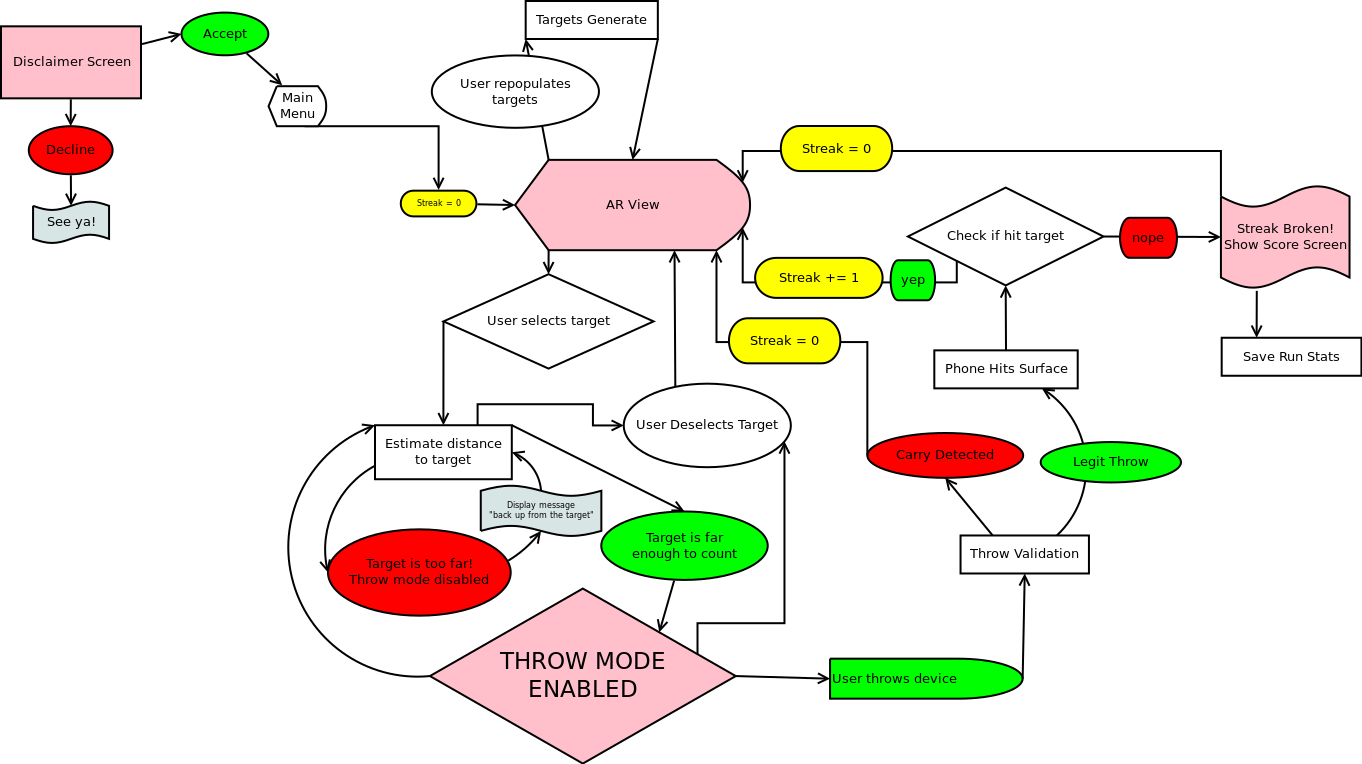 Targets Generate
Accept
Disclaimer Screen
User repopulates
targets
Main
Menu
Decline
Streak = 0
Streak = 0
AR View
See ya!
Check if hit target
nope
Streak Broken!
Show Score Screen
Streak += 1
yep
User selects target
Streak = 0
Save Run Stats
Phone Hits Surface
Estimate distance
to target
User Deselects Target
Carry Detected
Legit Throw
Display message
"back up from the target"
Target is far
enough to count
Throw Validation
Target is too far!
Throw mode disabled
THROW MODE
ENABLED
User throws device